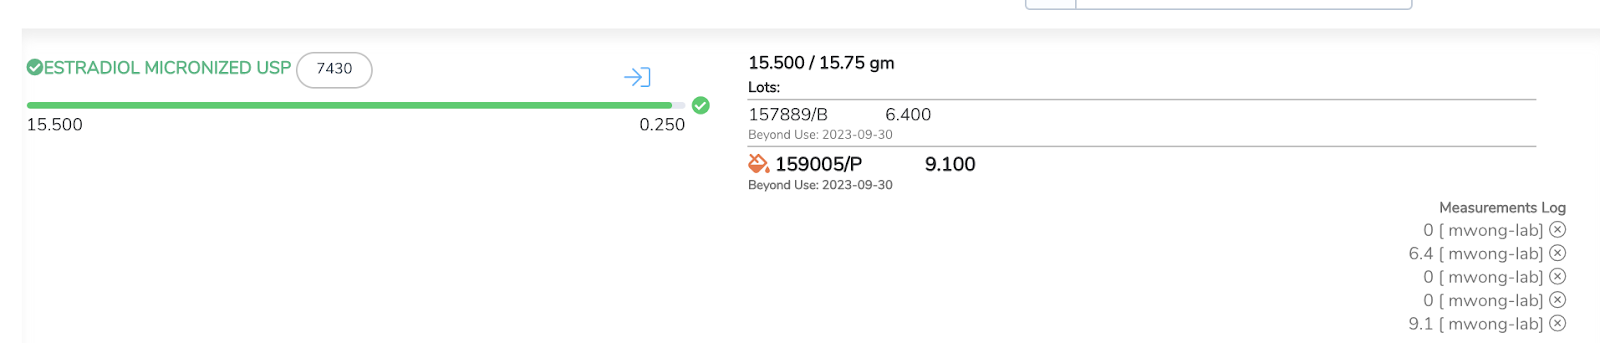 ESTRADIOL MICRONIZED USP 7430
15.500 0.250
15.500 / 15.75 gm
Lots:
157889/B 6.400
Beyond Use: 2023-09-30
159005/P 9.100
Beyond Use: 2023-09-30
Measurements Log
0 [ mwong-lab]
6.4 [ mwong-lab]
0 [ mwong-lab]
0 [ mwong-lab]
9.1 [ mwong-lab]